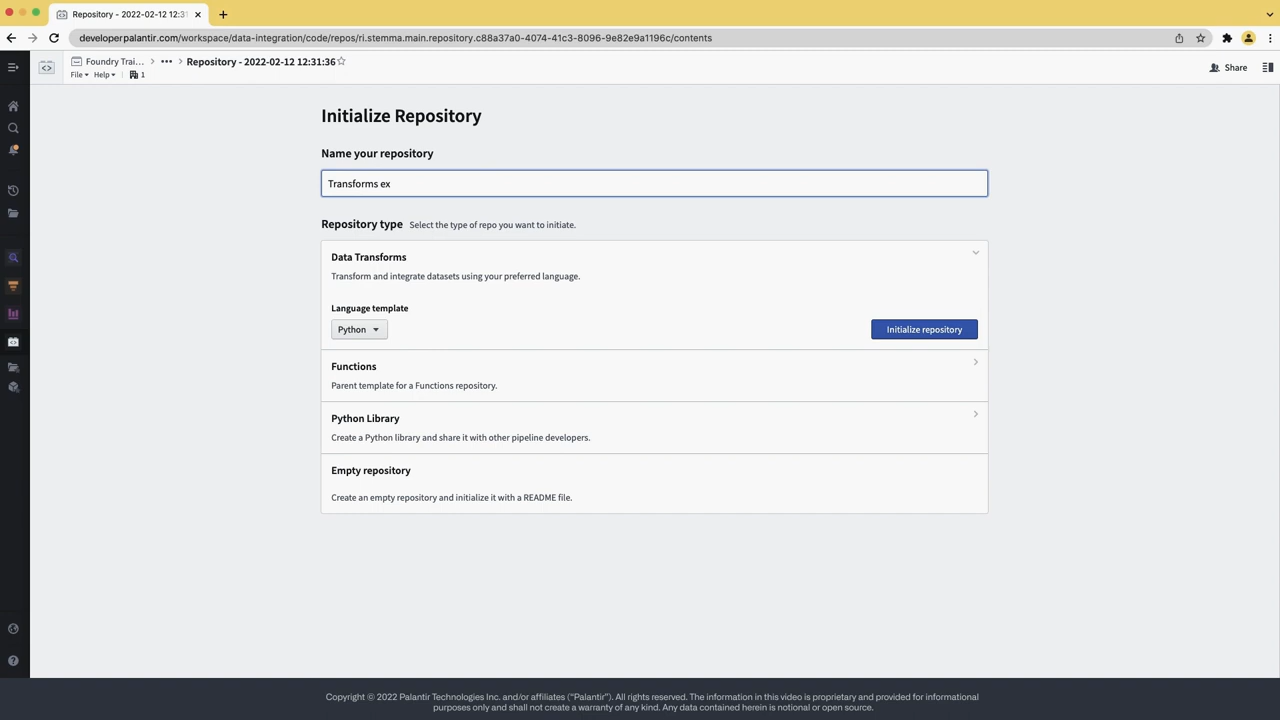 Repository - 2022-02-12 12:31
developerpalantir.com/workspace/data-integration/code/repos/ri.stemma.main.repository.c88a37a0-4074-41c3-8096-9e82e9a1196c/contents
Foundry Trai... > ••• > Repository - 2022-02-12 12:31:36
File Help 1
Share
Initialize Repository
Name your repository
Transforms ex
Repository type Select the type of repo you want to initiate.
Data Transforms
Transform and integrate datasets using your preferred language.
Language template
Python
Initialize repository
Functions
Parent template for a Functions repository.
Python Library
Create a Python library and share it with other pipeline developers.
Empty repository
Create an empty repository and initialize it with a README file.
Copyright © 2022 Palantir Technologies Inc. and/or affiliates (“Palantir”). All rights reserved. The information in this video is proprietary and provided for informational
purposes only and shall not create a warranty of any kind. Any data contained herein is notional or open source.